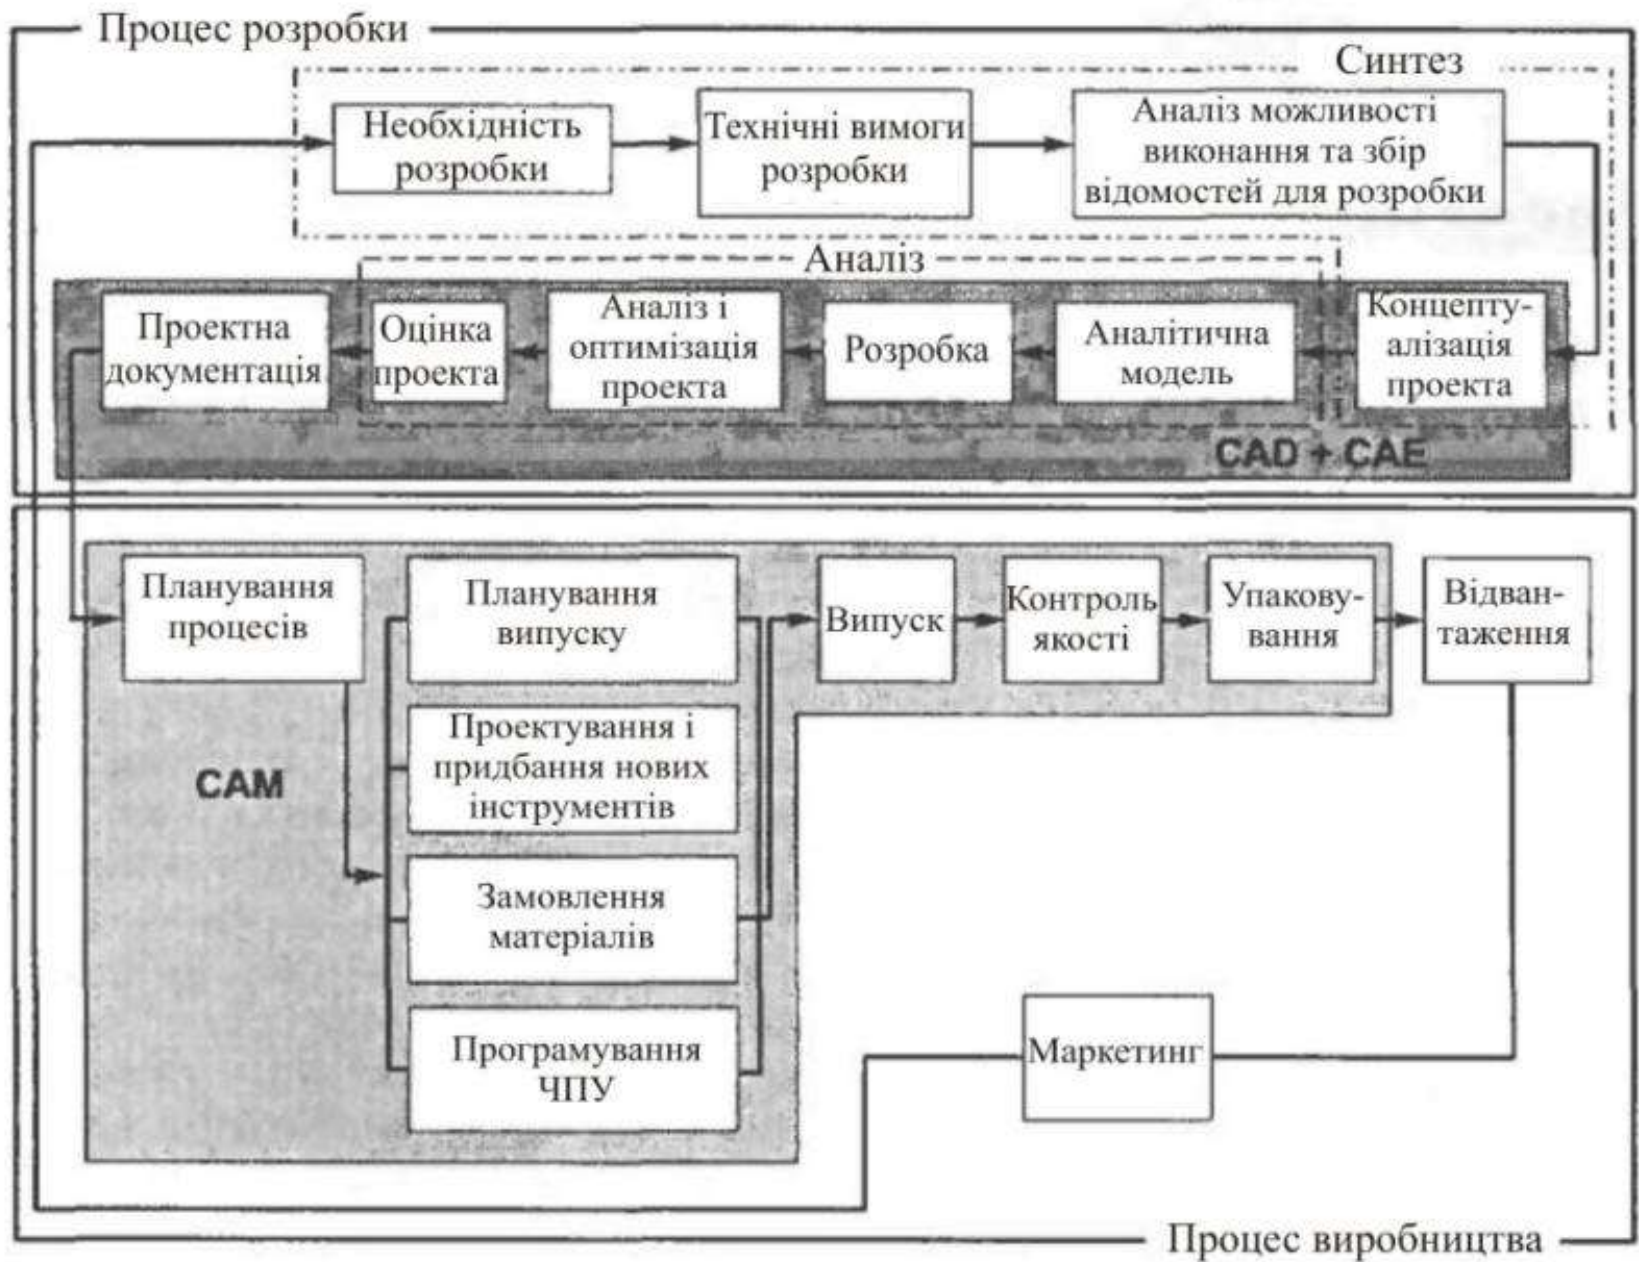 Процес розробки
Синтез
Необхідність
розробки
Технічні вимоги
розробки
Аналіз можливості
виконання та збір
відомостей для розробки
Аналіз
Проектна
документація
Оцінка
проекта
Аналіз і
оптимізація
проекта
Розробка
Аналітична
модель
Концепту-
алізація
проекта
CAD + CAE
Планування
процесів
Планування
випуску
Випуск
Контроль
якості
Упакову-
вання
Відван-
таження
Проектування і
придбання нових
інструментів
CAM
Замовлення
матеріалів
Програмування
ЧПУ
Маркетинг
Процес виробництва